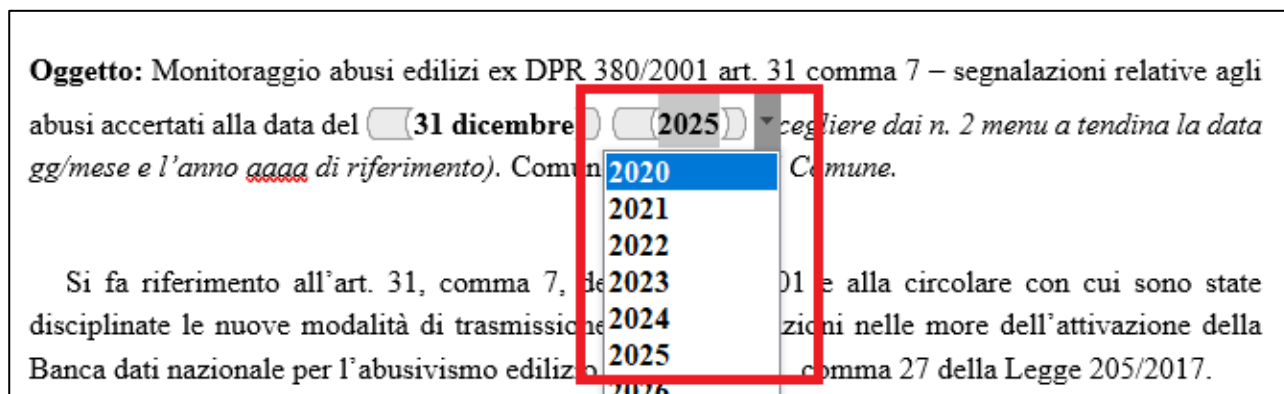 Oggetto: Monitoraggio abusi edilizi ex DPR 380/2001 art. 31 comma 7 – segnalazioni relative agli
abusi accertati alla data del (31 dicembre) (2025) cegliere dai n. 2 menu a tendina la data
gg/mese e l’anno aaaa di riferimento). Comun Comune.
2020
2021
2022
Si fa riferimento all’art. 31, comma 7, 2023 e alla circolare con cui sono state
disciplinate le nuove modalità di trasmissione 2024 zioni nelle more dell’attivazione della
Banca dati nazionale per l’abusivismo edilizio 2025 comma 27 della Legge 205/2017.
2026